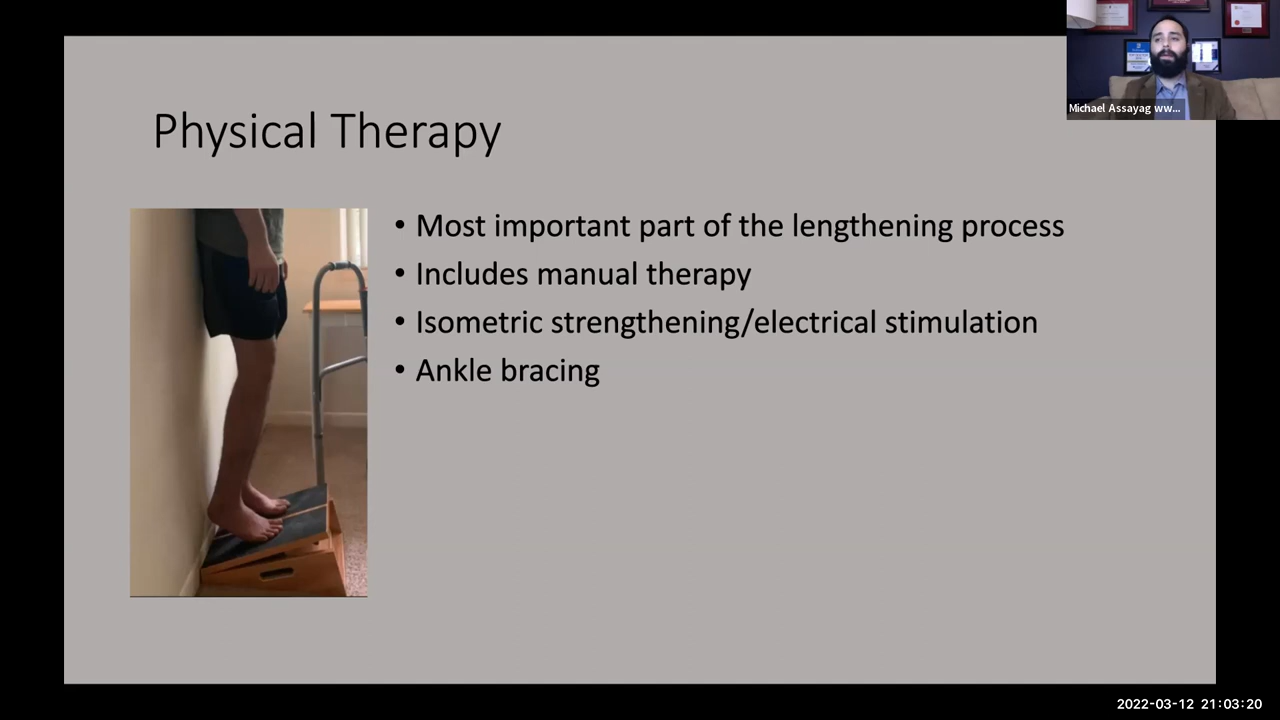 Physical Therapy
• Most important part of the lengthening process
• Includes manual therapy
• Isometric strengthening/electrical stimulation
• Ankle bracing
Michael Assayag ww...
2022-03-12 21:03:20